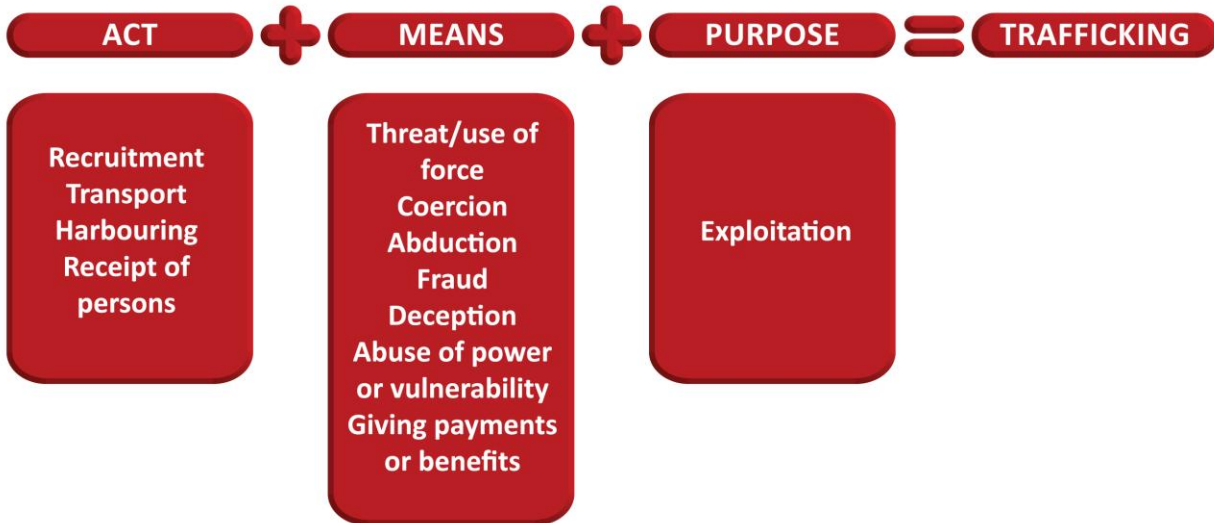 ACT + MEANS + PURPOSE = TRAFFICKING
Recruitment
Transport
Harbouring
Receipt of
persons
Threat/use of
force
Coercion
Abduction
Fraud
Deception
Abuse of power
or vulnerability
Giving payments
or benefits
Exploitation